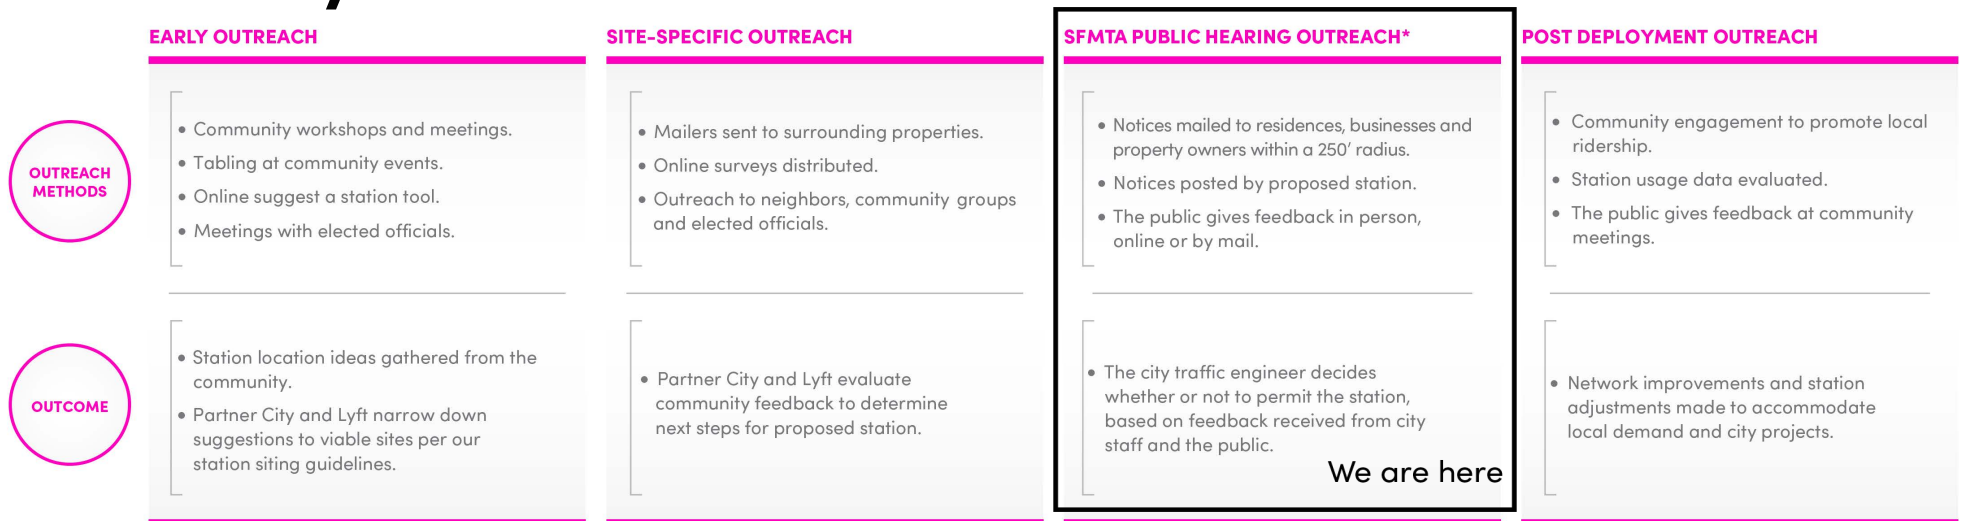 EARLY OUTREACH
SITE-SPECIFIC OUTREACH
SFMTA PUBLIC HEARING OUTREACH*
POST DEPLOYMENT OUTREACH
OUTREACH
METHODS
• Community workshops and meetings.
• Tabling at community events.
• Online suggest a station tool.
• Meetings with elected officials.
• Mailers sent to surrounding properties.
• Online surveys distributed.
• Outreach to neighbors, community groups
and elected officials.
• Notices mailed to residences, businesses and
property owners within a 250' radius.
• Notices posted by proposed station.
• The public gives feedback in person,
online or by mail.
• Community engagement to promote local
ridership.
• Station usage data evaluated.
• The public gives feedback at community
meetings.
OUTCOME
• Station location ideas gathered from the
community.
• Partner City and Lyft narrow down
suggestions to viable sites per our
station siting guidelines.
• Partner City and Lyft evaluate
community feedback to determine
next steps for proposed station.
• The city traffic engineer decides
whether or not to permit the station,
based on feedback received from city
staff and the public.
We are here
• Network improvements and station
adjustments made to accommodate
local demand and city projects.